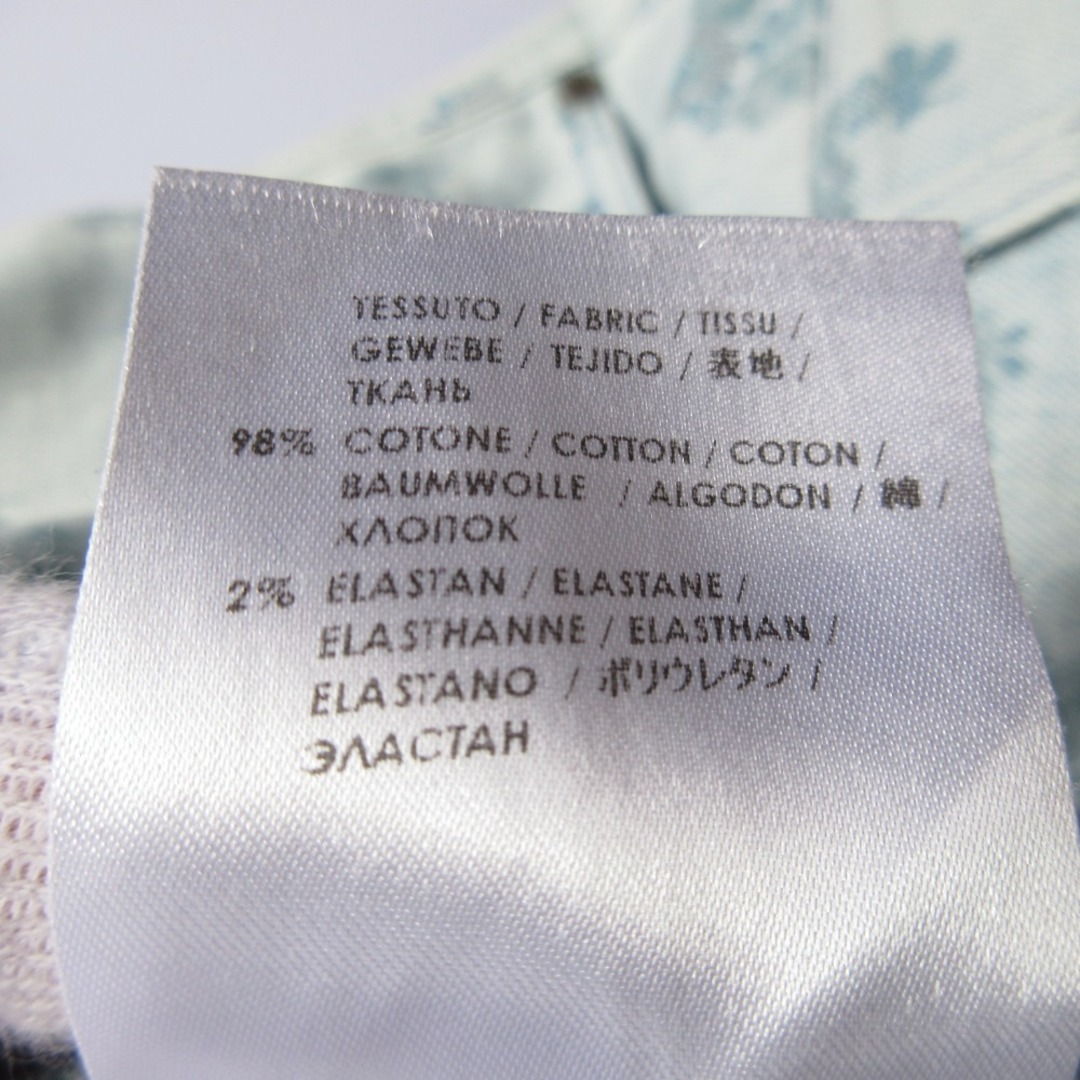 TESSUTO / FABRIC / TISSU /
GEWEBE / TEJIDO / 表地 /
ТКАНЬ
98% COTONE / COTTON / COTON /
BAUMWOLLE / ALGODON / 綿 /
ХЛОПОК
2% ELASTAN / ELASTANE /
ELASTHANNE / ELASTHAN /
ELASTANO / ポリウレタン /
ЭЛАСТАН